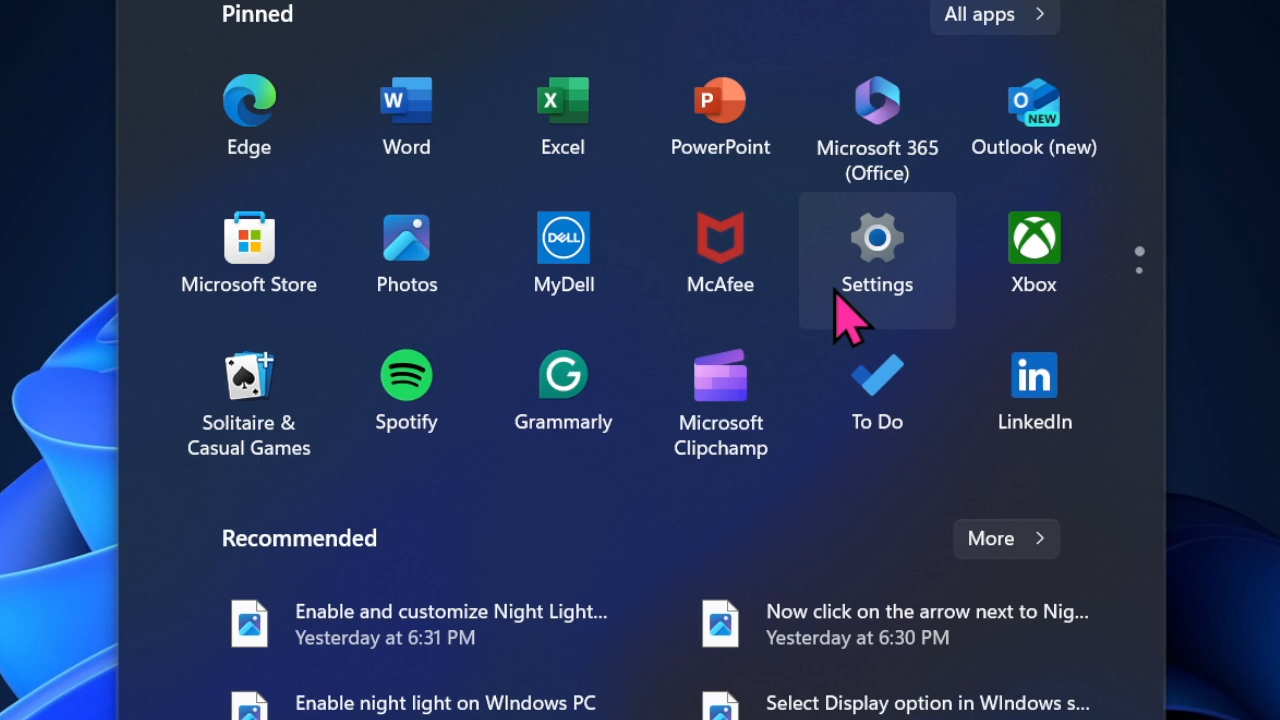 Pinned
All apps
Edge
Word
Excel
PowerPoint
Microsoft 365
(Office)
Outlook (new)
Microsoft Store
Photos
MyDell
McAfee
Settings
Xbox
Solitaire &
Casual Games
Spotify
Grammarly
Microsoft
Clipchamp
To Do
LinkedIn
Recommended
More
Enable and customize Night Light...
Yesterday at 6:31 PM
Now click on the arrow next to Nig...
Yesterday at 6:30 PM
Enable night light on WIndows PC
Select Display option in WIndows s...
W
X
P
O
NEW
DELL
G
in